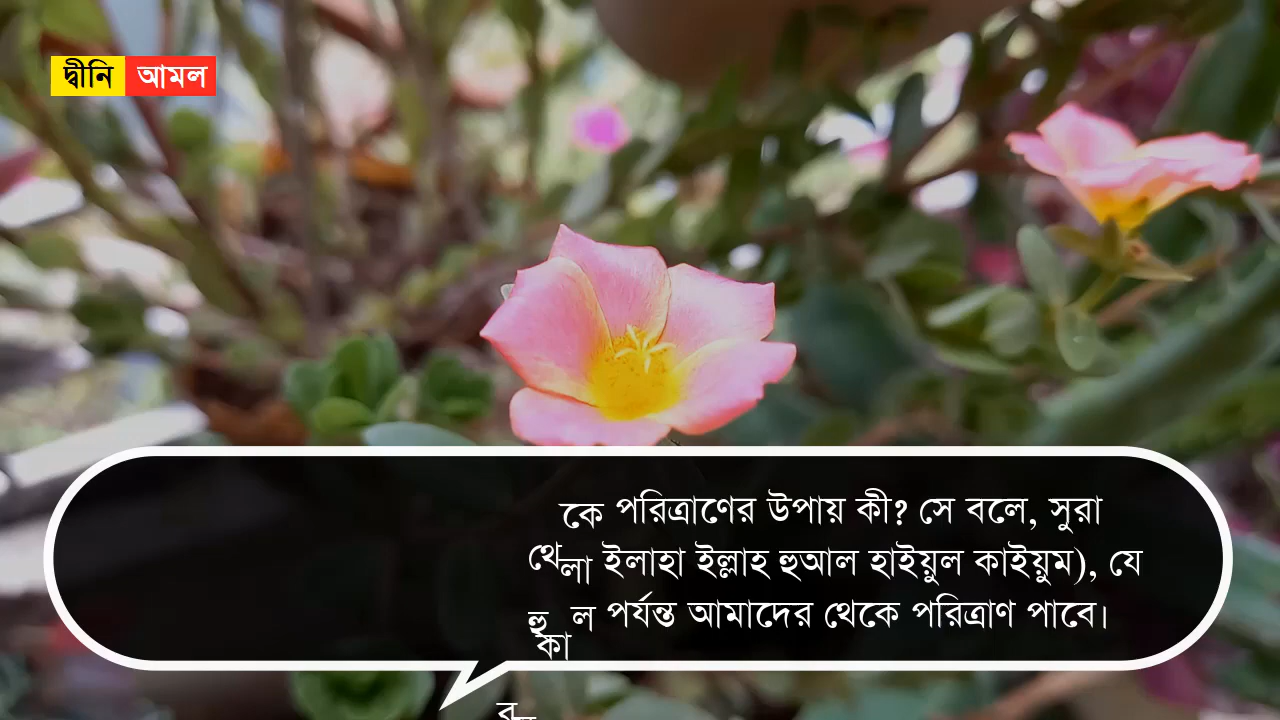 দ্বীনি আমল
কে পরিত্রাণের উপায় কী? সে বলে, সুরা
থেলা ইলাহা ইল্লাহ হুআল হাইয়ুল কাইয়ুম), যে
ল পর্যন্ত আমাদের থেকে পরিত্রাণ পাবে।
কা